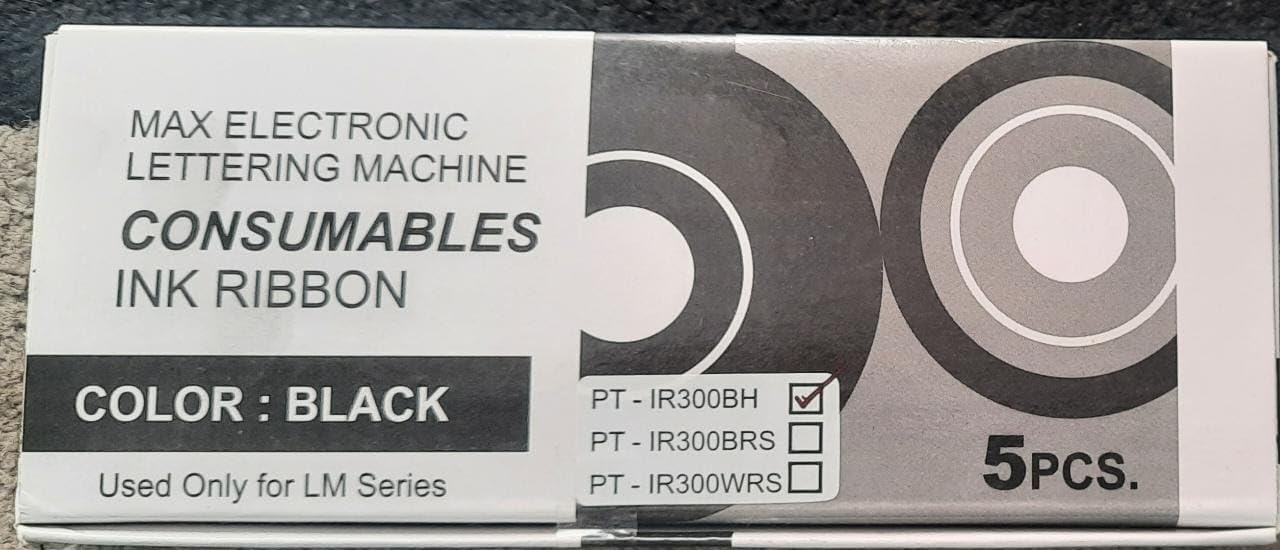 MAX ELECTRONIC
LETTERING MACHINE
CONSUMABLES
INK RIBBON
COLOR : BLACK
Used Only for LM Series
PT - IR300BH
PT - IR300BRS
PT - IR300WRS
5PCS.